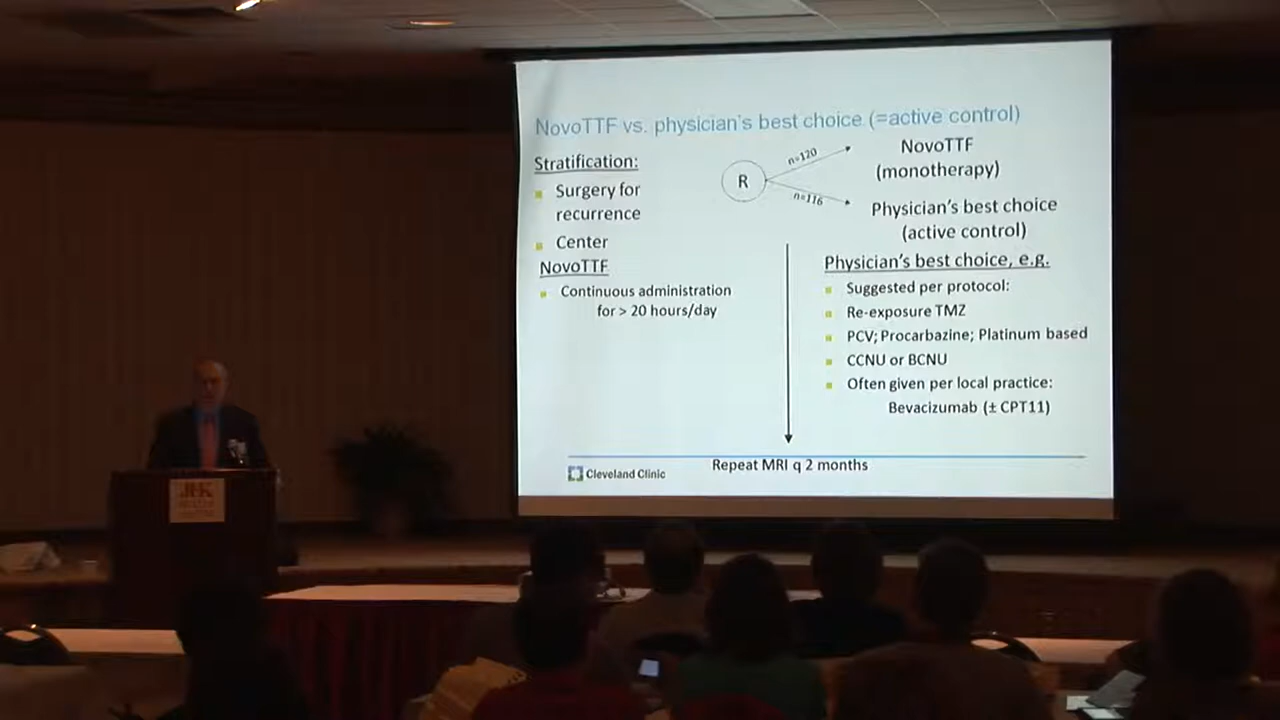 NovoTTF vs. physician's best choice (=active control)
Stratification:
Surgery for
recurrence
Center
NovoTTF
Continuous administration
for > 20 hours/day
R
n=120
n=116
NovoTTF
(monotherapy)
Physician's best choice
(active control)
Physician's best choice, e.g.
Suggested per protocol:
Re-exposure TMZ
PCV; Procarbazine; Platinum based
CCNU or BCNU
Often given per local practice:
Bevacizumab (± CPT11)
Repeat MRI q 2 months
Cleveland Clinic
JFK